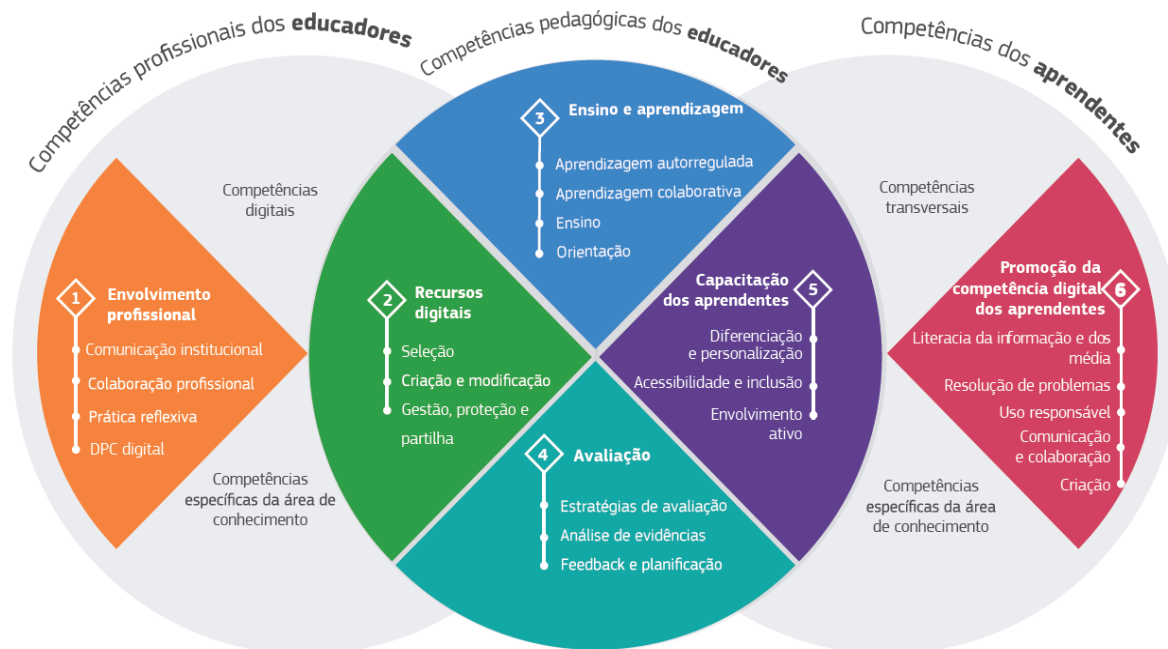 Competências profissionais dos educadores
Competências pedagógicas dos educadores
Competências dos aprendentes
Competências
digitais
Competências
específicas da área de
conhecimento
1
Envolvimento
profissional
Comunicação institucional
Colaboração profissional
Prática reflexiva
DPC digital
2
Recursos
digitais
Seleção
Criação e modificação
Gestão, proteção e
partilha
3
Ensino e aprendizagem
Aprendizagem autorregulada
Aprendizagem colaborativa
Ensino
Orientação
4
Avaliação
Estratégias de avaliação
Análise de evidências
Feedback e planificação
5
Capacitação
dos aprendentes
Diferenciação
e personalização
Acessibilidade e inclusão
Envolvimento
ativo
Competências
transversais
Competências
específicas da área
de conhecimento
6
Promoção da
competência digital
dos aprendentes
Literacia da informação e dos
média
Resolução de problemas
Uso responsável
Comunicação
e colaboração
Criação